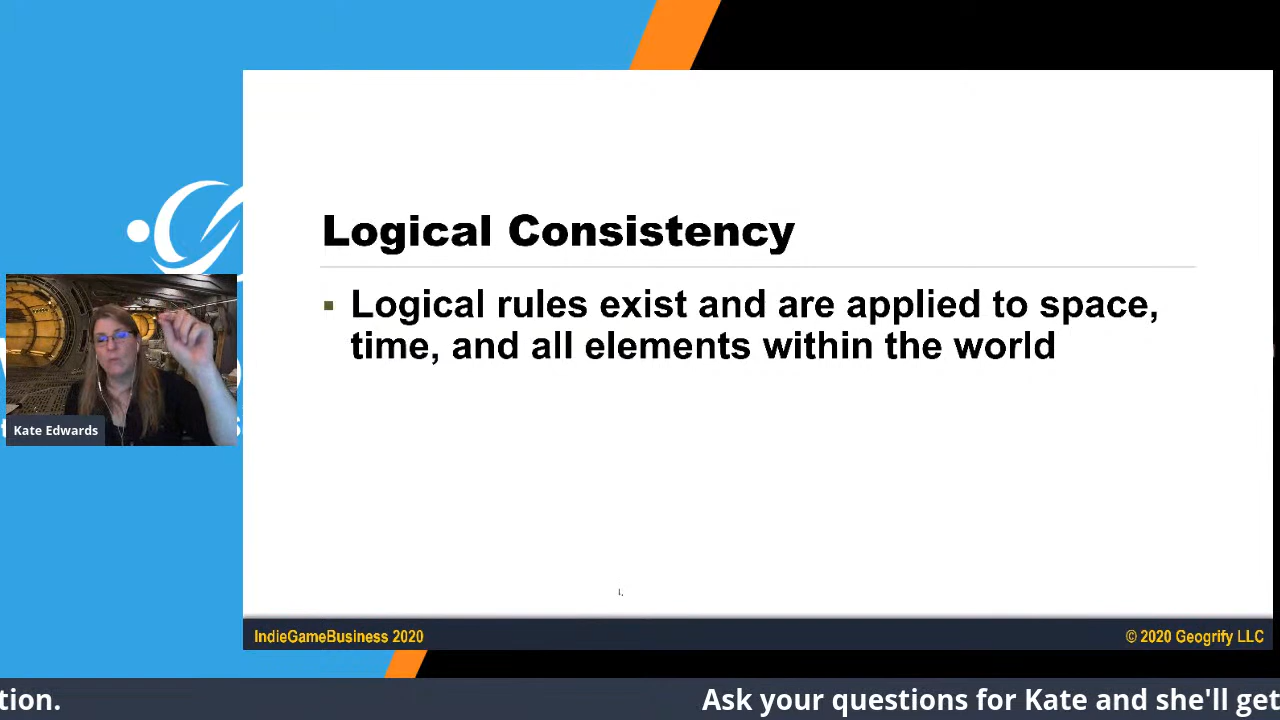 Logical Consistency
▪ Logical rules exist and are applied to space,
time, and all elements within the world
Kate Edwards
IndieGameBusiness 2020
© 2020 Geogrify LLC
tion.
Ask your questions for Kate and she'll get